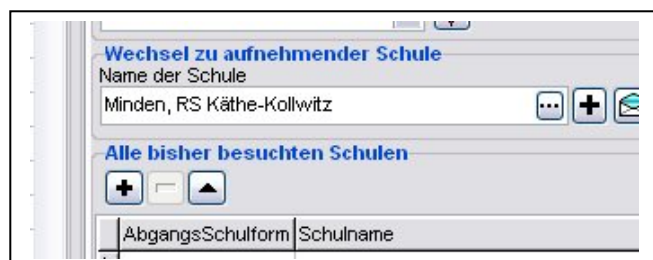 Wechsel zu aufnehmender Schule
Name der Schule
Minden, RS Käthe-Kollwitz
Alle bisher besuchten Schulen
AbgangsSchulform Schulname